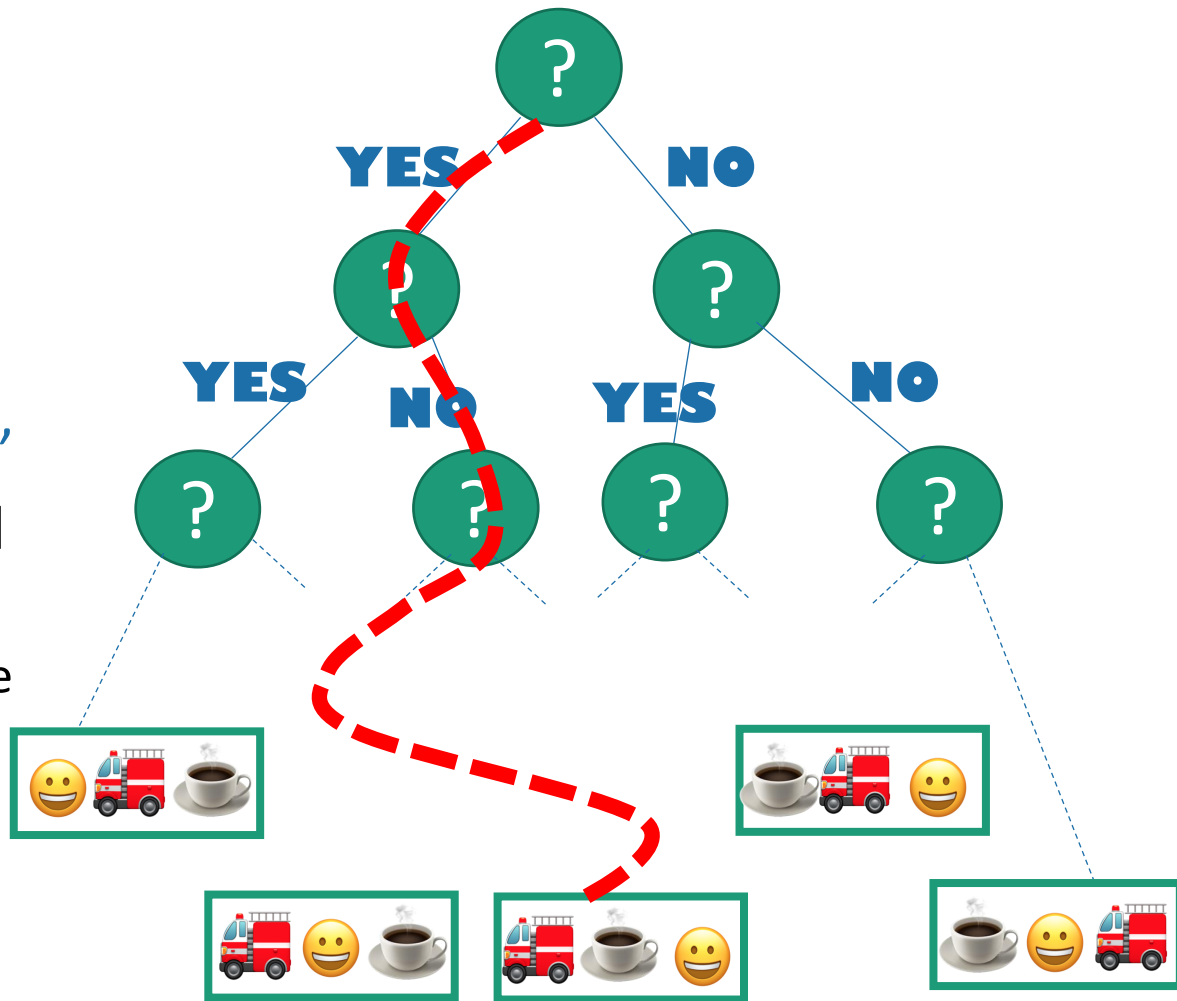 ?
YES NO
? ?
YES NO YES NO
,
? ? ? ?
e